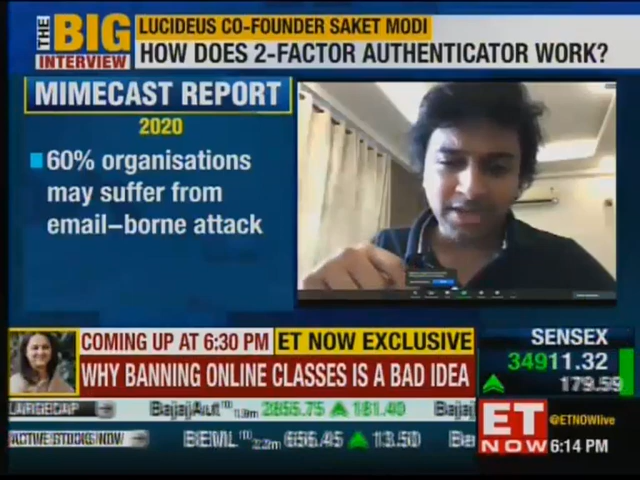 THE
BIG
INTERVIEW
LUCIDEUS CO-FOUNDER SAKET MODI
HOW DOES 2-FACTOR AUTHENTICATOR WORK?
MIMECAST REPORT
2020
60% organisations
may suffer from
email-borne attack
COMING UP AT 6:30 PM
ET NOW EXCLUSIVE
WHY BANNING ONLINE CLASSES IS A BAD IDEA
SENSEX
34911.32
179.59
LARGECAP
BajajAut
2855.75
181.40
Bajaj
ACTIVE STOCKS/NOW
BEML
2.2m
656.45
13.50
ET
NOW
@ETNOWlive
6:14 PM